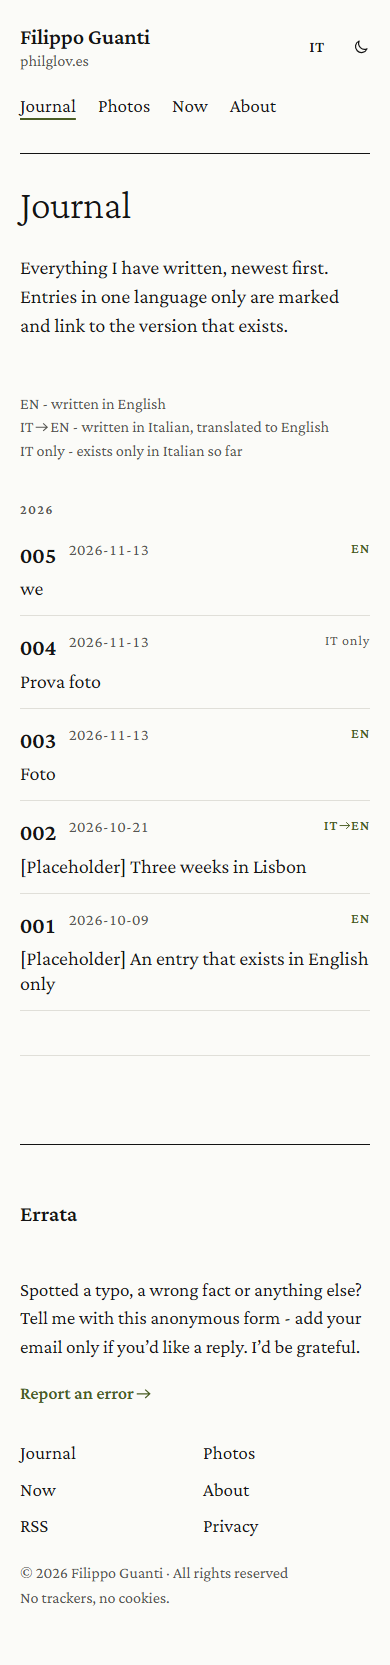 Filippo Guanti
philglov.es
IT
Journal Photos Now About
Journal
Everything I have written, newest first.
Entries in one language only are marked
and link to the version that exists.
EN - written in English
IT→EN - written in Italian, translated to English
IT only - exists only in Italian so far
2026
005 2026-11-13 EN
we
004 2026-11-13 IT only
Prova foto
003 2026-11-13 EN
Foto
002 2026-10-21 IT→EN
[Placeholder] Three weeks in Lisbon
001 2026-10-09 EN
[Placeholder] An entry that exists in English
only
Errata
Spotted a typo, a wrong fact or anything else?
Tell me with this anonymous form - add your
email only if you’d like a reply. I’d be grateful.
Report an error→
Journal Photos
Now About
RSS Privacy
© 2026 Filippo Guanti · All rights reserved
No trackers, no cookies.